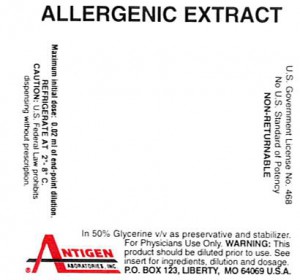 ALLERGENIC EXTRACT
Maximum initial dose: 0.02 ml of end-point dilution.
REFRIGERATE AT 2°- 8° C.
CAUTION: U.S. Federal Law prohibits
dispensing without prescription.
U.S. Government License No. 468
No U.S. Standard of Potency
NON-RETURNABLE
In 50% Glycerine v/v as preservative and stabilizer.
For Physicians Use Only. WARNING: This
product should be diluted prior to use. See
insert for ingredients, dilution and dosage.
P.O. BOX 123, LIBERTY, MO 64069 U.S.A.
ANTIGEN
LABORATORIES, INC.